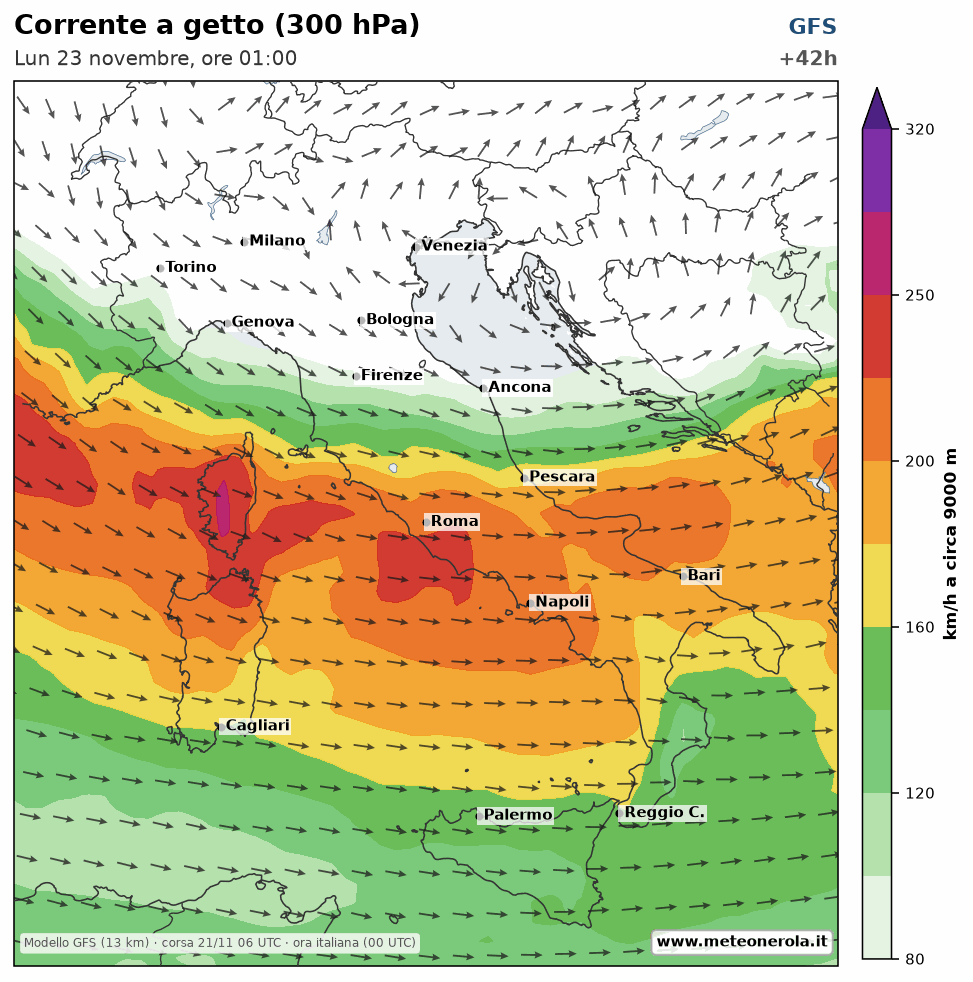 Corrente a getto (300 hPa)
GFS
Lun 23 novembre, ore 01:00
+42h
320
250
200
160
120
80
km/h a circa 9000 m
Milano
Venezia
Torino
Genova
Bologna
Firenze
Ancona
Pescara
Roma
Bari
Napoli
Cagliari
Palermo
Reggio C.
Modello GFS (13 km) · corsa 21/11 06 UTC · ora italiana (00 UTC)
www.meteonerola.it